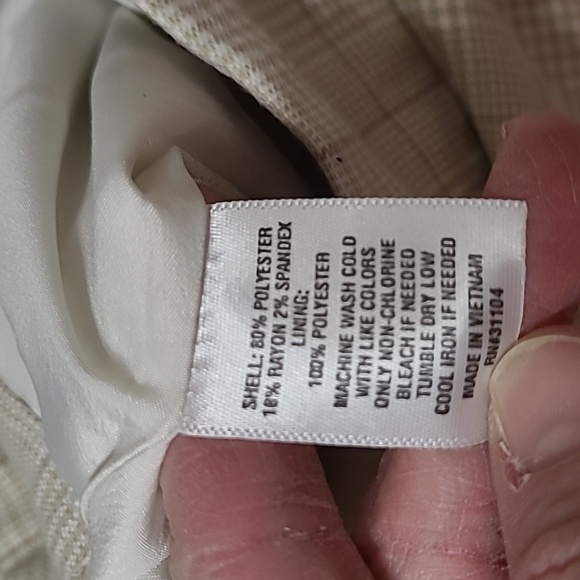 SHELL: 80% POLYESTER
18% RAYON 2% SPANDEX
LINING:
100% POLYESTER
MACHINE WASH COLD
WITH LIKE COLORS
ONLY NON-CHLORINE
BLEACH IF NEEDED
TUMBLE DRY LOW
COOL IRON IF NEEDED
MADE IN VIETNAM
RN#31104